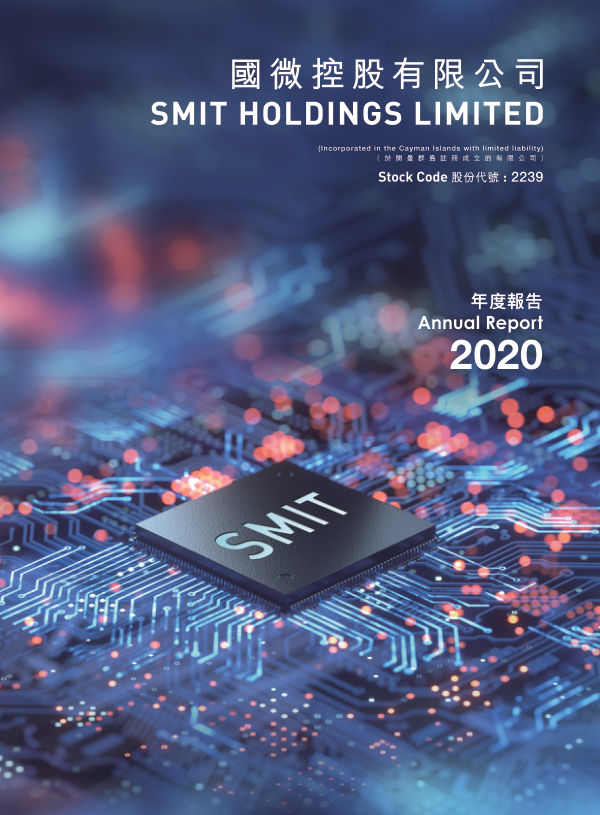 國微控股有限公司
SMIT HOLDINGS LIMITED
(Incorporated in the Cayman Islands with limited liability)
(於開曼群島註冊成立的有限公司)
Stock Code 股份代號 : 2239
年度報告
Annual Report
2020
SMIT